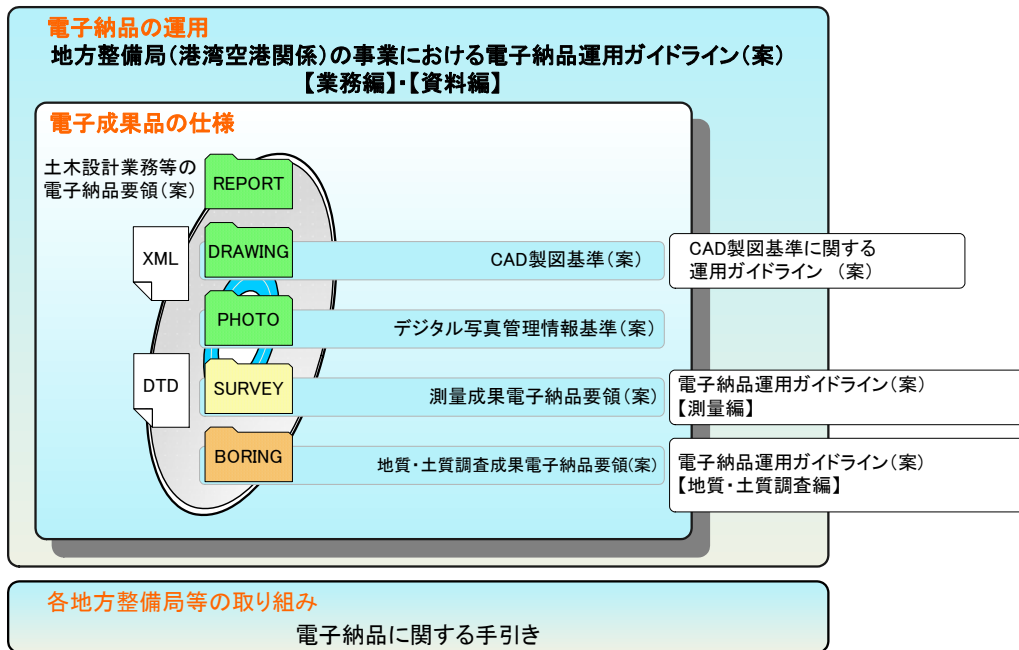 電子納品の運用
地方整備局(港湾空港関係)の事業における電子納品運用ガイドライン(案)
【業務編】・【資料編】
電子成果品の仕様
土木設計業務等の
電子納品要領(案)
REPORT
XML
DRAWING
CAD製図基準(案)
CAD製図基準に関する
運用ガイドライン (案)
PHOTO
デジタル写真管理情報基準(案)
DTD
SURVEY
測量成果電子納品要領(案)
電子納品運用ガイドライン(案)
【測量編】
BORING
地質・土質調査成果電子納品要領(案)
電子納品運用ガイドライン(案)
【地質・土質調査編】
各地方整備局等の取り組み
電子納品に関する手引き